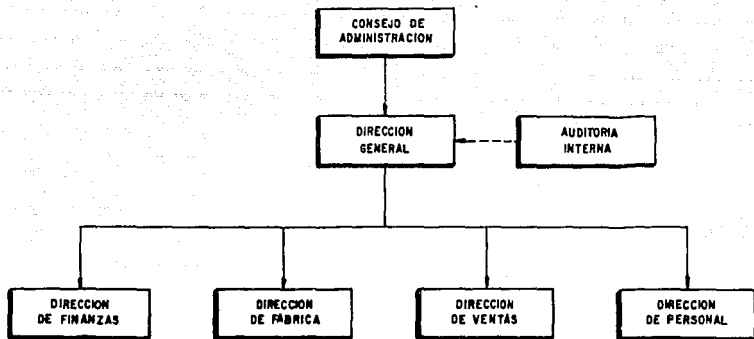 CONSEJO DE
ADMINISTRACION
DIRECCION
GENERAL
AUDITORIA
INTERNA
DIRECCION
DE FINANZAS
DIRECCION
DE FABRICA
DIRECCION
DE VENTAS
DIRECCION
DE PERSONAL